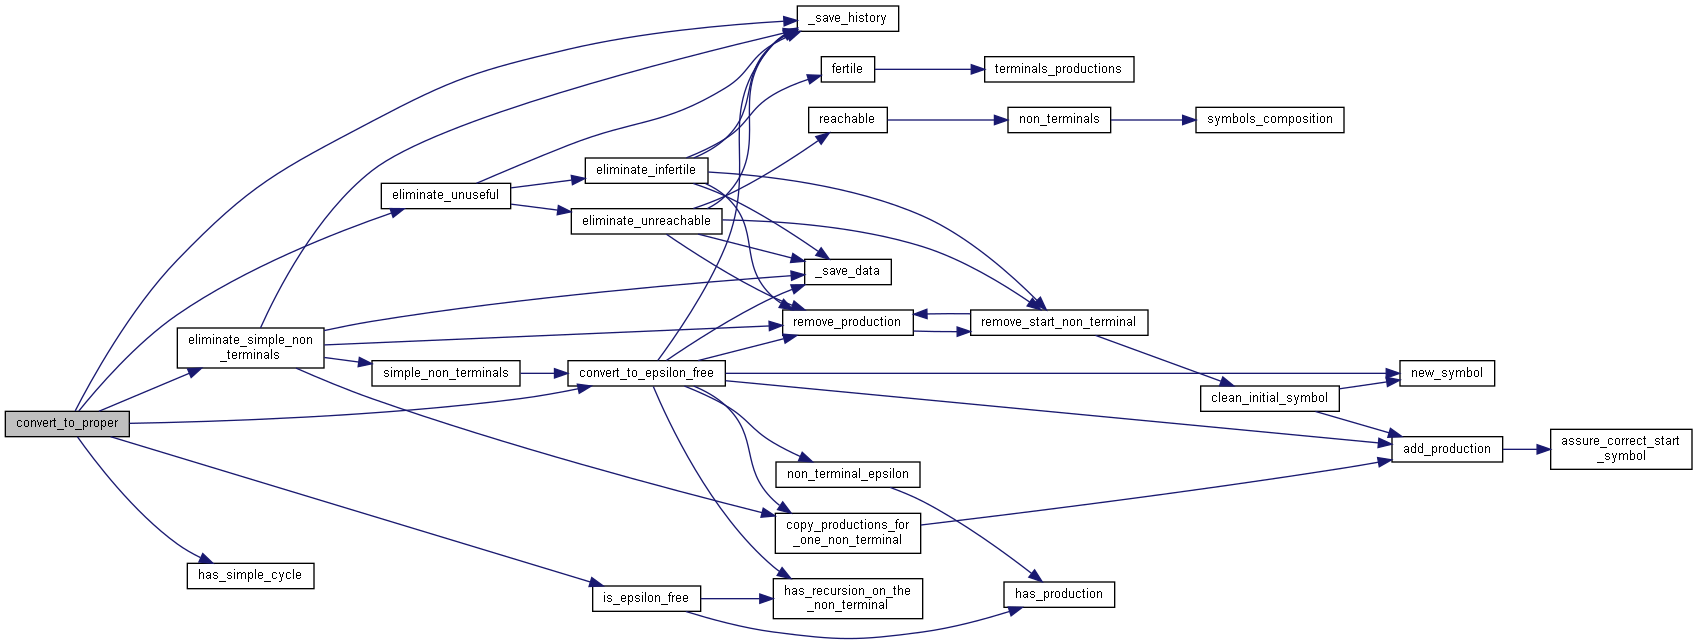 _save_history
fertile
terminals_productions
reachable
non_terminals
symbols_composition
eliminate_infertile
eliminate_unuseful
eliminate_unreachable
_save_data
remove_production
remove_start_non_terminal
eliminate_simple_non
_terminals
simple_non_terminals
convert_to_epsilon_free
new_symbol
clean_initial_symbol
convert_to_proper
add_production
assure_correct_start
_symbol
non_terminal_epsilon
copy_productions_for
_one_non_terminal
has_simple_cycle
is_epsilon_free
has_recursion_on_the
_non_terminal
has_production